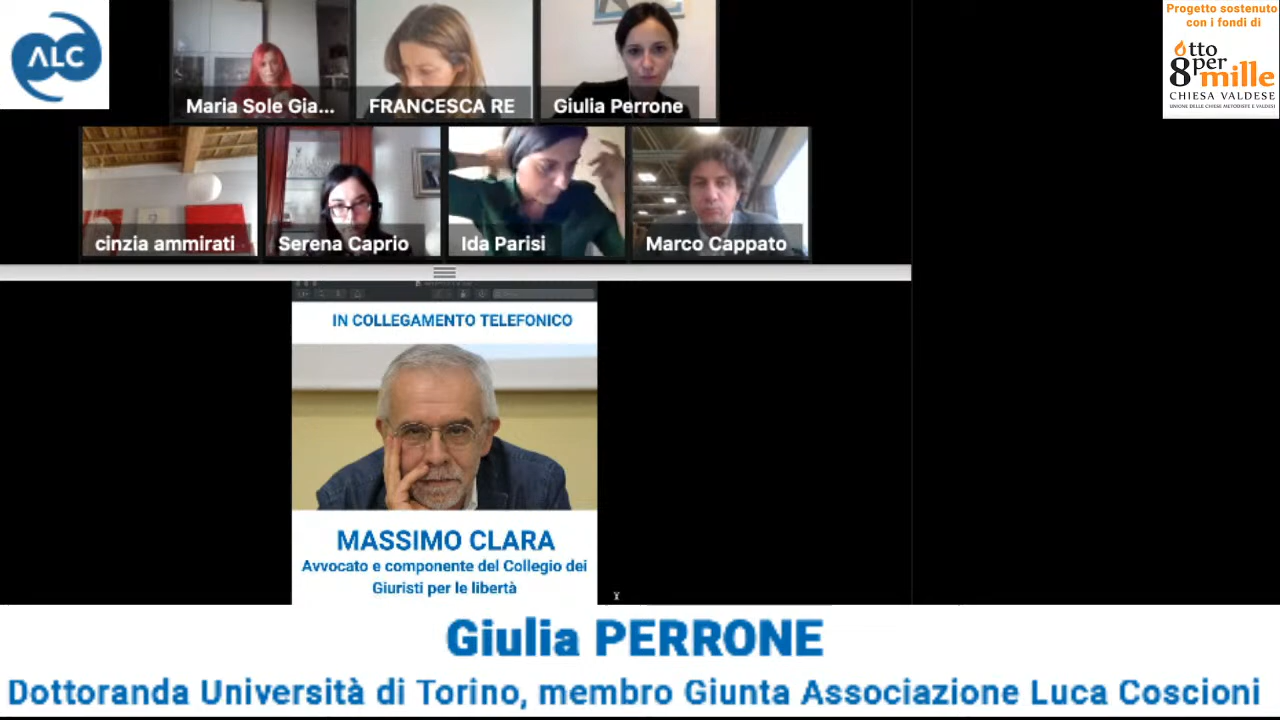 ALC
Progetto sostenuto
con i fondi di
otto
8 per
mille
CHIESA VALDESE
UNIONE DELLE CHIESE METODISTE E VALDESI
Maria Sole Gia...
FRANCESCA RE
Giulia Perrone
cinzia ammirati
Serena Caprio
Ida Parisi
Marco Cappato
IN COLLEGAMENTO TELEFONICO
MASSIMO CLARA
Avvocato e componente del Collegio dei
Giuristi per le libertà
Giulia PERRONE
Dottoranda Università di Torino, membro Giunta Associazione Luca Coscioni